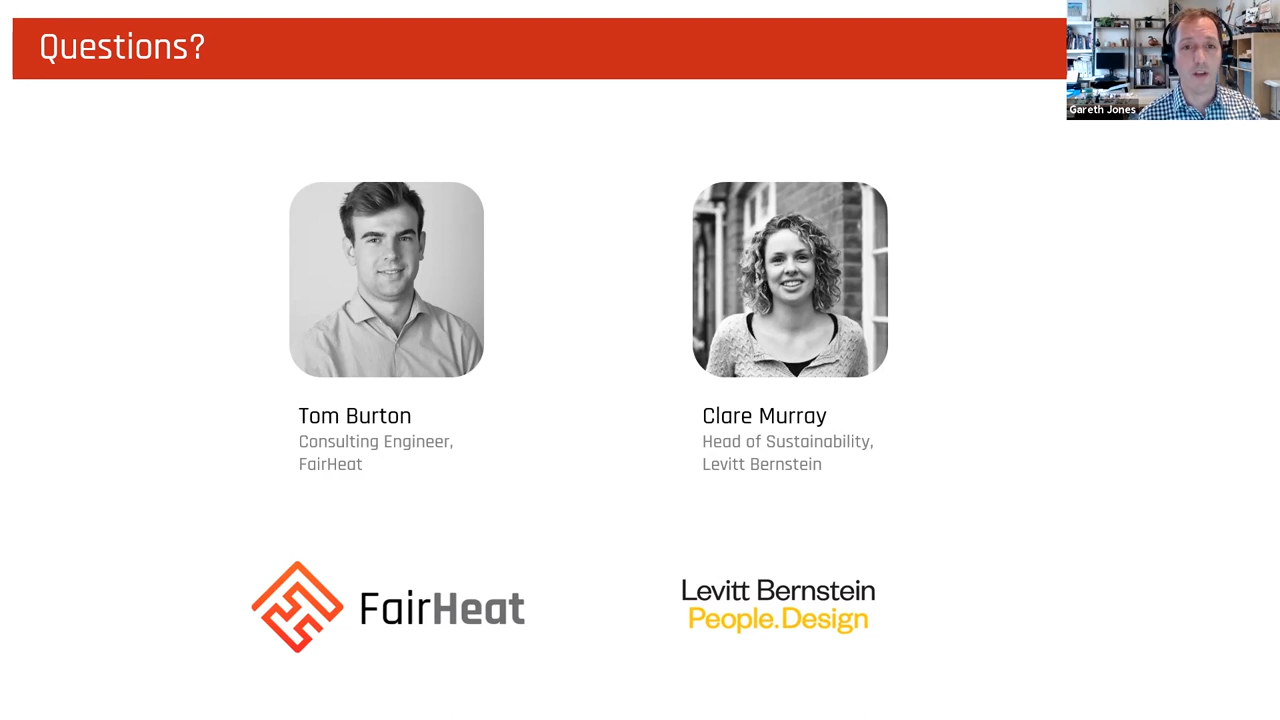 Questions?
Gareth Jones
Tom Burton
Consulting Engineer,
FairHeat
Clare Murray
Head of Sustainability,
Levitt Bernstein
FairHeat
Levitt Bernstein
People.Design